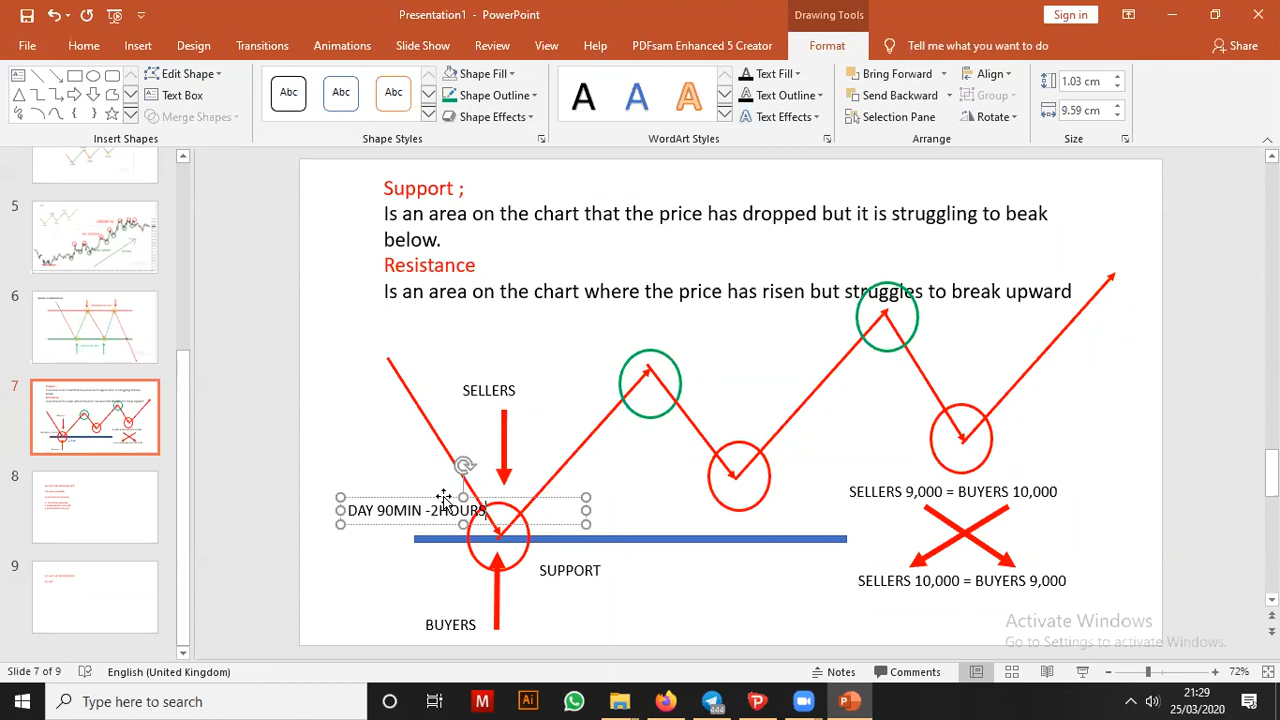 Presentation1 - PowerPoint
Drawing Tools
Sign in
File
Home
Insert
Design
Transitions
Animations
Slide Show
Review
View
Help
PDFsam Enhanced 5 Creator
Format
Tell me what you want to do
Share
Edit Shape
Text Box
Merge Shapes
Insert Shapes
Abc
Abc
Abc
Shape Fill
Shape Outline
Shape Effects
Shape Styles
A
A
A
Text Fill
Text Outline
Text Effects
WordArt Styles
Bring Forward
Send Backward
Selection Pane
Align
Group
Rotate
Arrange
1.03 cm
9.59 cm
Size
5
6
7
8
9
Support ;
Is an area on the chart that the price has dropped but it is struggling to beak
below.
Resistance
Is an area on the chart where the price has risen but struggles to break upward
SELLERS
DAY 90MIN -2HOURS
SUPPORT
BUYERS
SELLERS 9,000 = BUYERS 10,000
SELLERS 10,000 = BUYERS 9,000
Activate Windows
Go to Settings to activate Windows.
Slide 7 of 9
English (United Kingdom)
Notes
Comments
72%
Type here to search
M
Ai
444
21:29
25/03/2020